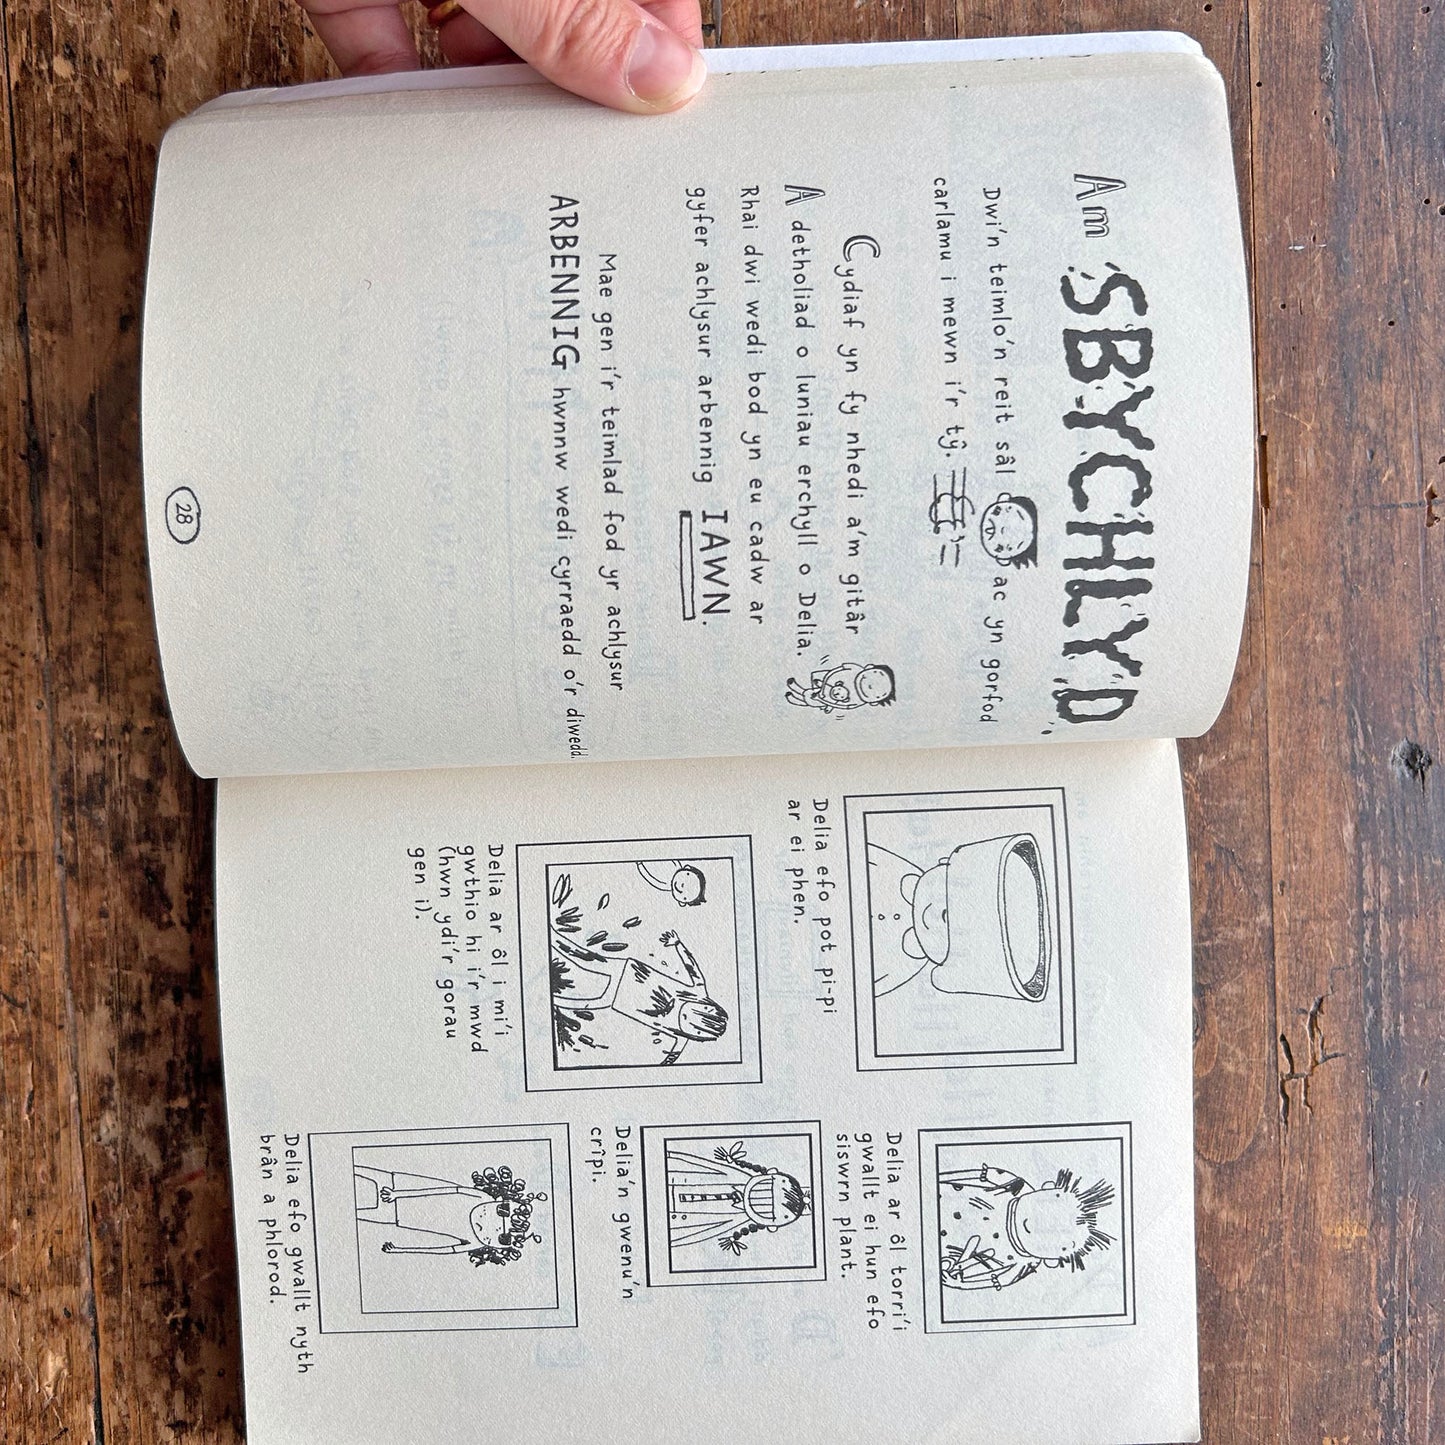 Am
SBYCHLYD.
Dwi'n teimlo'n reit sâl ac yn gorfod
carlamu i mewn i'r tŷ.
Cydiaf yn fy nhedi a'm gitâr
A detholiad o luniau erchyll o Delia.
Rhai dwi wedi bod yn eu cadw ar
gyfer achlysur arbennig IAWN.
Mae gen i'r teimlad fod yr achlysur
ARBENNIG hwnnw wedi cyrraedd o'r diwedd.
28
Delia efo pot pi-pi
ar ei phen.
Delia ar ôl torri'i
gwallt ei hun efo
siswrn plant.
Delia ar ôl i mi'i
gwthio hi i'r mwd
(hwn ydi'r gorau
gen i).
Delia'n gwenu'n
crîpi.
Delia efo gwallt nyth
brân a phlorod.